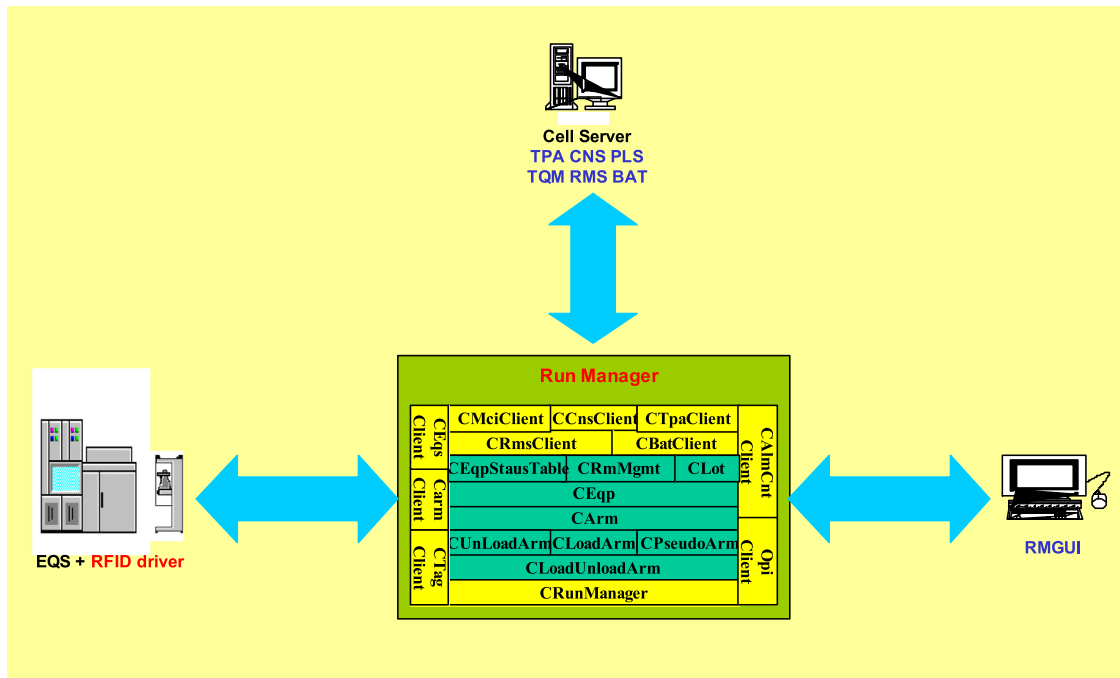 Cell Server
TPA CNS PLS
TQM RMS BAT
Run Manager
CEqs
Client
CMciClient
CCnsClient
CTpaClient
CAlmCnt
Client
CRmsClient
CBatClient
CEqpStausTable
CRmMgmt
CLot
Carm
Client
CEqp
CArm
CTag
Client
CUnLoadArm
CLoadArm
CPseudoArm
Opi
Client
CLoadUnloadArm
CRunManager
EQS + RFID driver
RMGUI